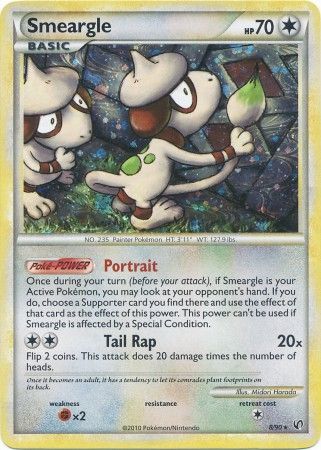 Smeargle HP 70
BASIC
NO. 235 Painter Pokémon HT: 3'11" WT: 127.9 lbs.
Poké-POWER Portrait
Once during your turn (before your attack), if Smeargle is your
Active Pokémon, you may look at your opponent's hand. If you
do, choose a Supporter card you find there and use the effect of
that card as the effect of this power. This power can't be used if
Smeargle is affected by a Special Condition.
Tail Rap 20x
Flip 2 coins. This attack does 20 damage times the number of
heads.
Once it becomes an adult, it has a tendency to let its comrades plant footprints on
its back.
Illus. Midori Harada
weakness resistance retreat cost
×2
©2010 Pokémon/Nintendo 8/90 ★